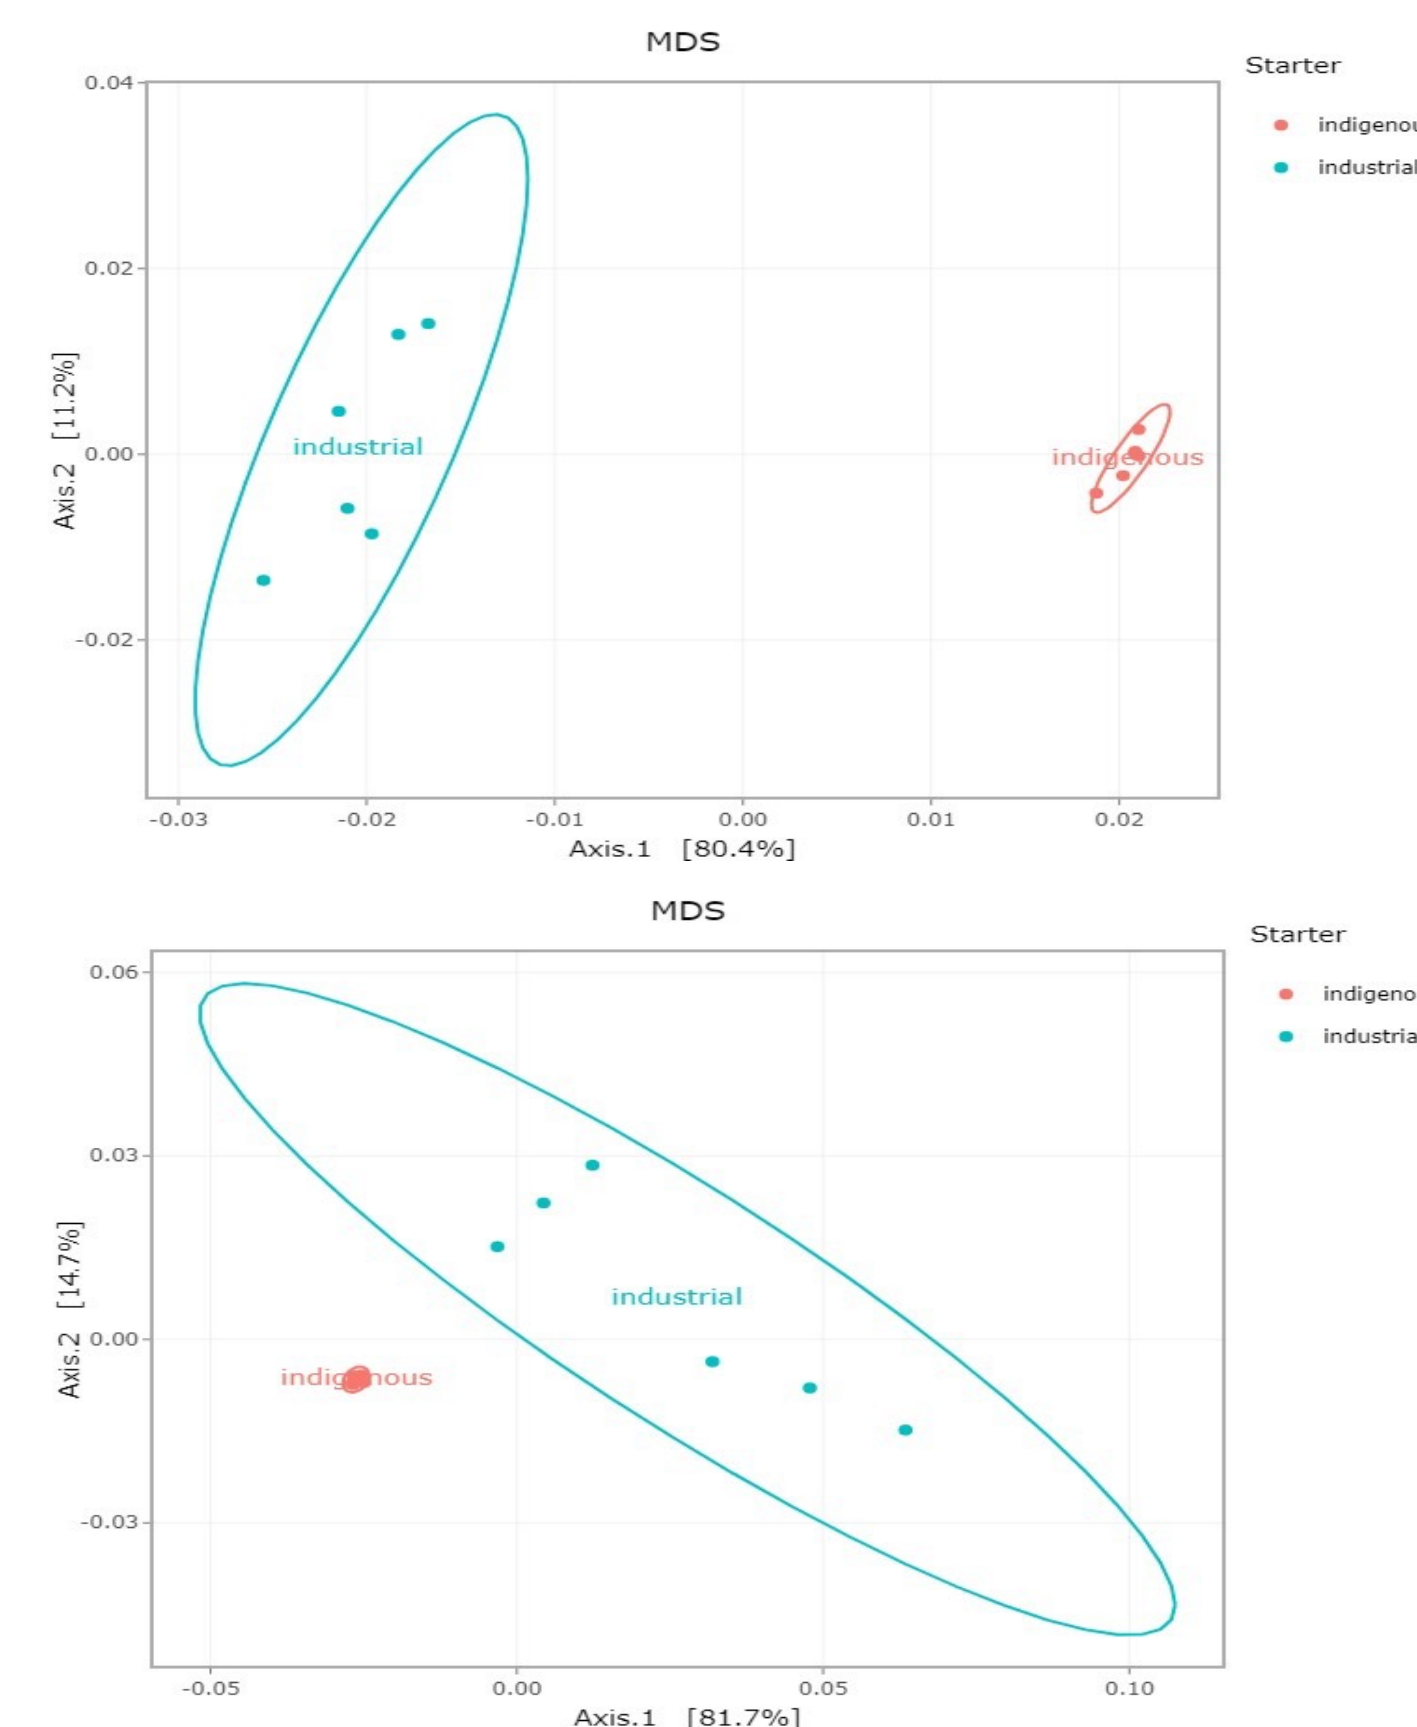 MDS
Starter
indigenou
industrial
0.04
0.02
0.00
-0.02
Axis.2 [11.2%]
industrial
indigenous
-0.03 -0.02 -0.01 0.00 0.01 0.02
Axis.1 [80.4%]
MDS
Starter
indigeno
industria
0.06
0.03
0.00
-0.03
Axis.2 [14.7%]
industrial
indigenous
-0.05 0.00 0.05 0.10
Axis.1 [81.7%]